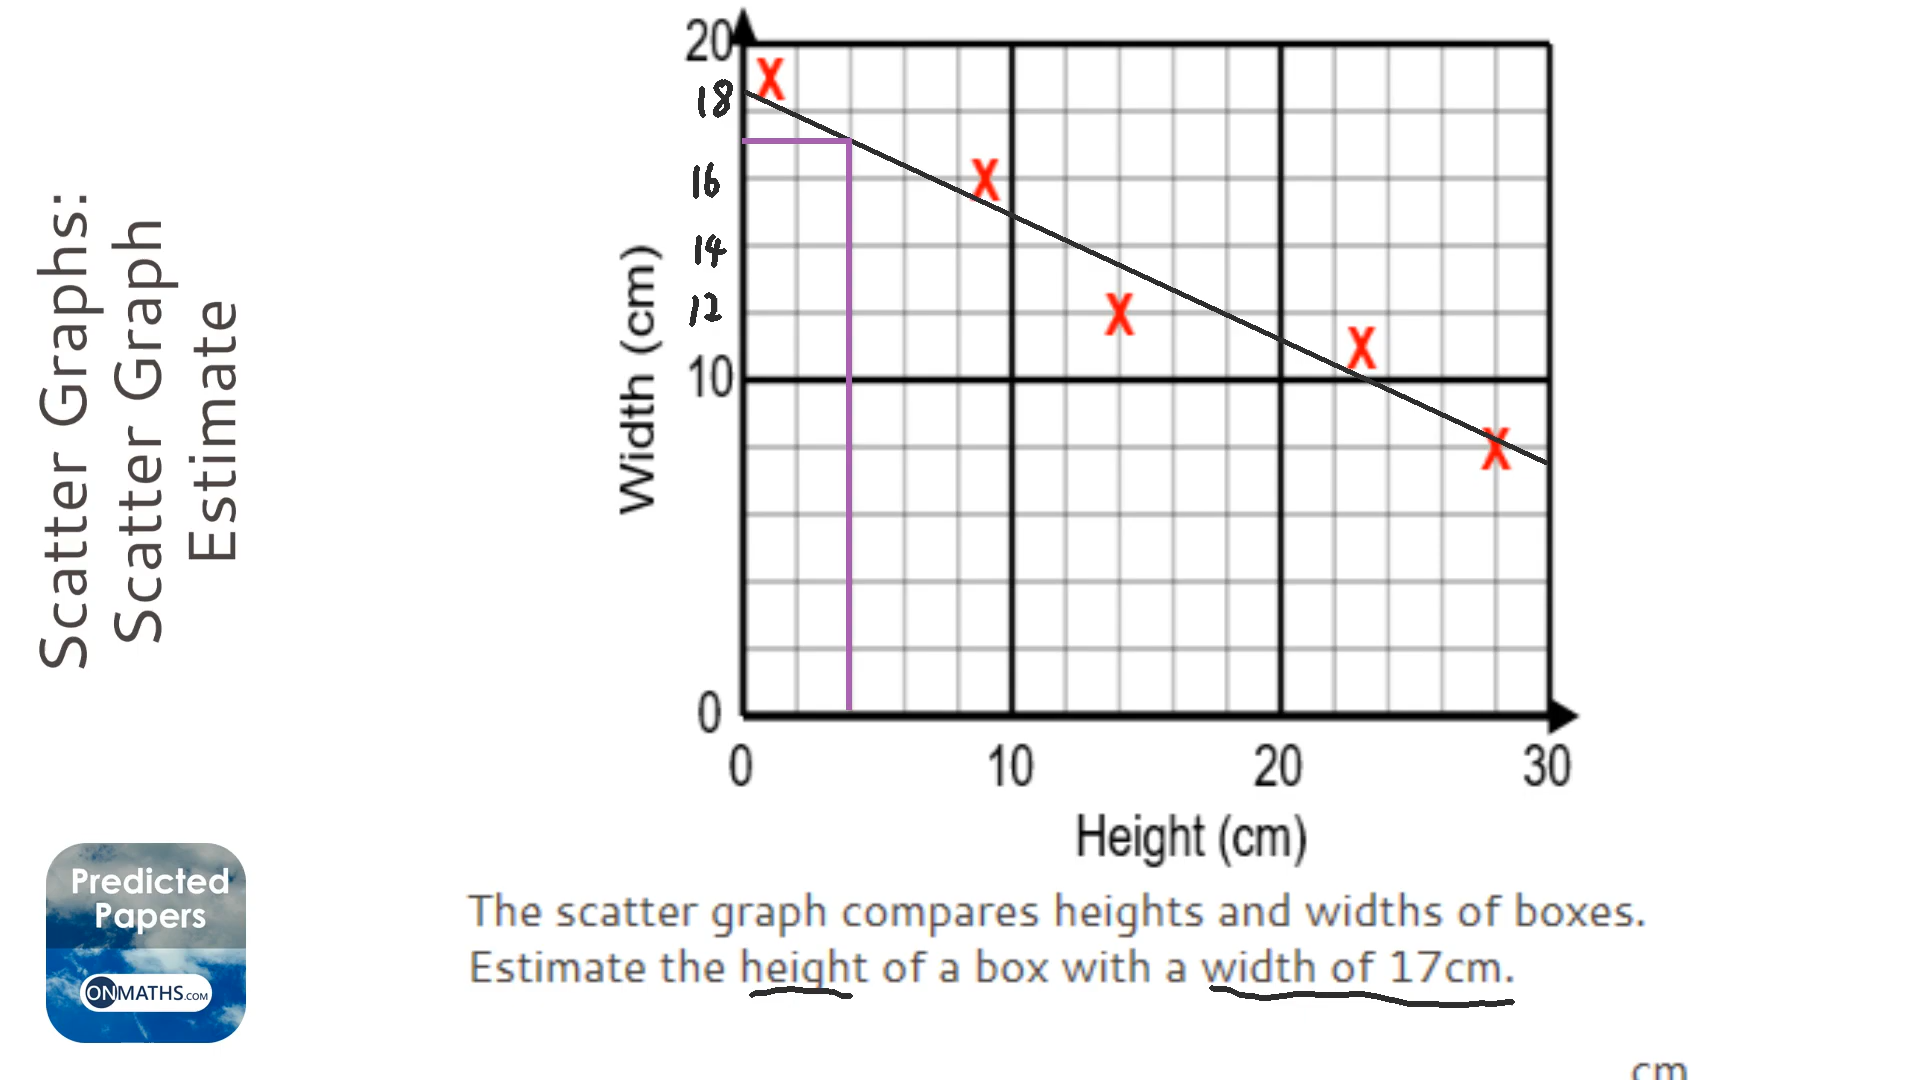 Scatter Graphs:
Scatter Graph
Estimate
20
18
16
14
12
10
0
Width (cm)
0 10 20 30
Height (cm)
X
X
X
X
X
The scatter graph compares heights and widths of boxes.
Estimate the height of a box with a width of 17cm.
cm
Predicted
Papers
ONMATHS.COM